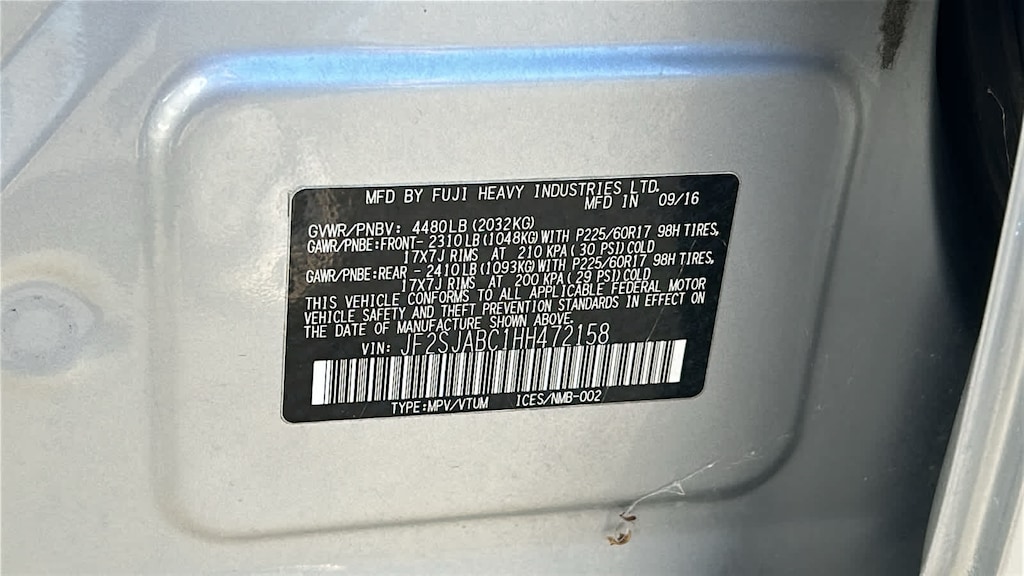 MFD BY FUJI HEAVY INDUSTRIES LTD.
MFD IN 09/16
GVWR/PNBV: 4480LB (2032KG)
GAWR/PNBE:FRONT- 2310LB (1048KG) WITH P225/60R17 98H TIRES,
17X7J RIMS AT 210 KPA (30 PSI) COLD
GAWR/PNBE:REAR - 2410LB (1093KG) WITH P225/60R17 98H TIRES,
17X7J RIMS AT 200 KPA (29 PSI) COLD
THIS VEHICLE CONFORMS TO ALL APPLICABLE FEDERAL MOTOR
VEHICLE SAFETY AND THEFT PREVENTION STANDARDS IN EFFECT ON
THE DATE OF MANUFACTURE SHOWN ABOVE.
VIN: JF2SJABC1HH472158
TYPE:MPV/VTUM ICES/NMB-002